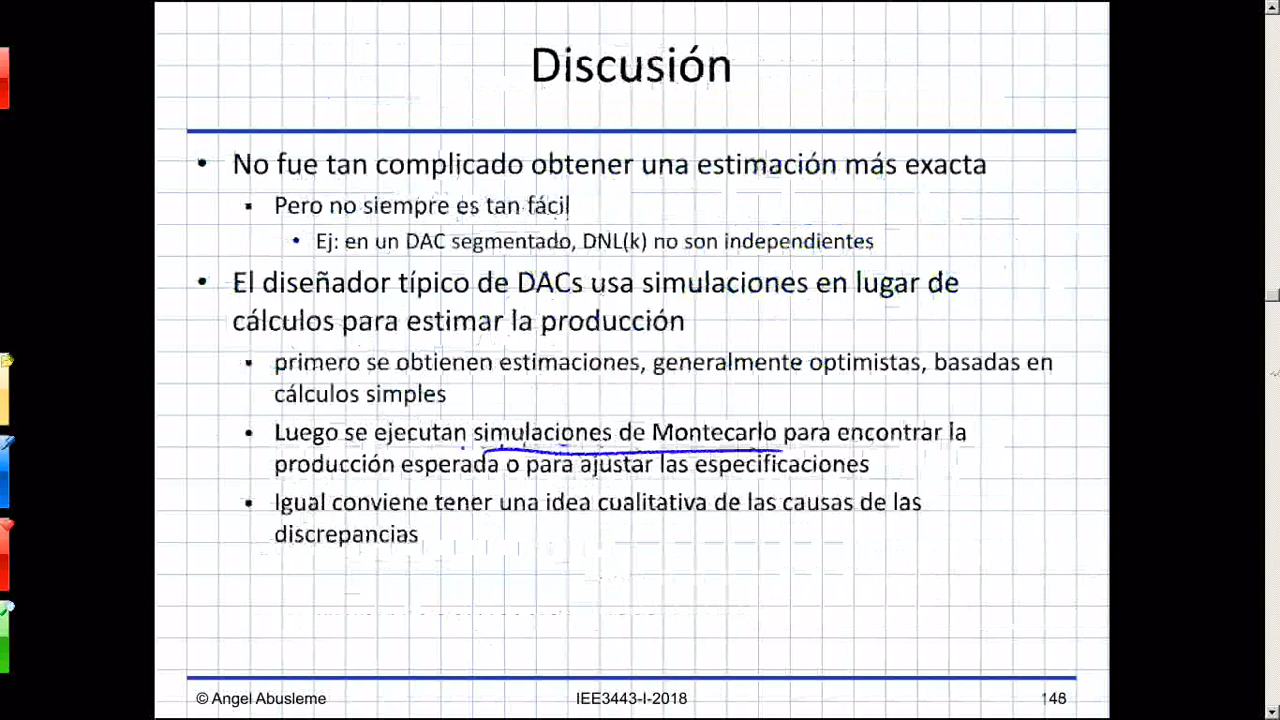 Discusión
• No fue tan complicado obtener una estimación más exacta
▪ Pero no siempre es tan fácil
• Ej: en un DAC segmentado, DNL(k) no son independientes
• El diseñador típico de DACs usa simulaciones en lugar de
cálculos para estimar la producción
▪ primero se obtienen estimaciones, generalmente optimistas, basadas en
cálculos simples
▪ Luego se ejecutan simulaciones de Montecarlo para encontrar la
producción esperada o para ajustar las especificaciones
▪ Igual conviene tener una idea cualitativa de las causas de las
discrepancias
© Angel Abusleme IEE3443-I-2018 148